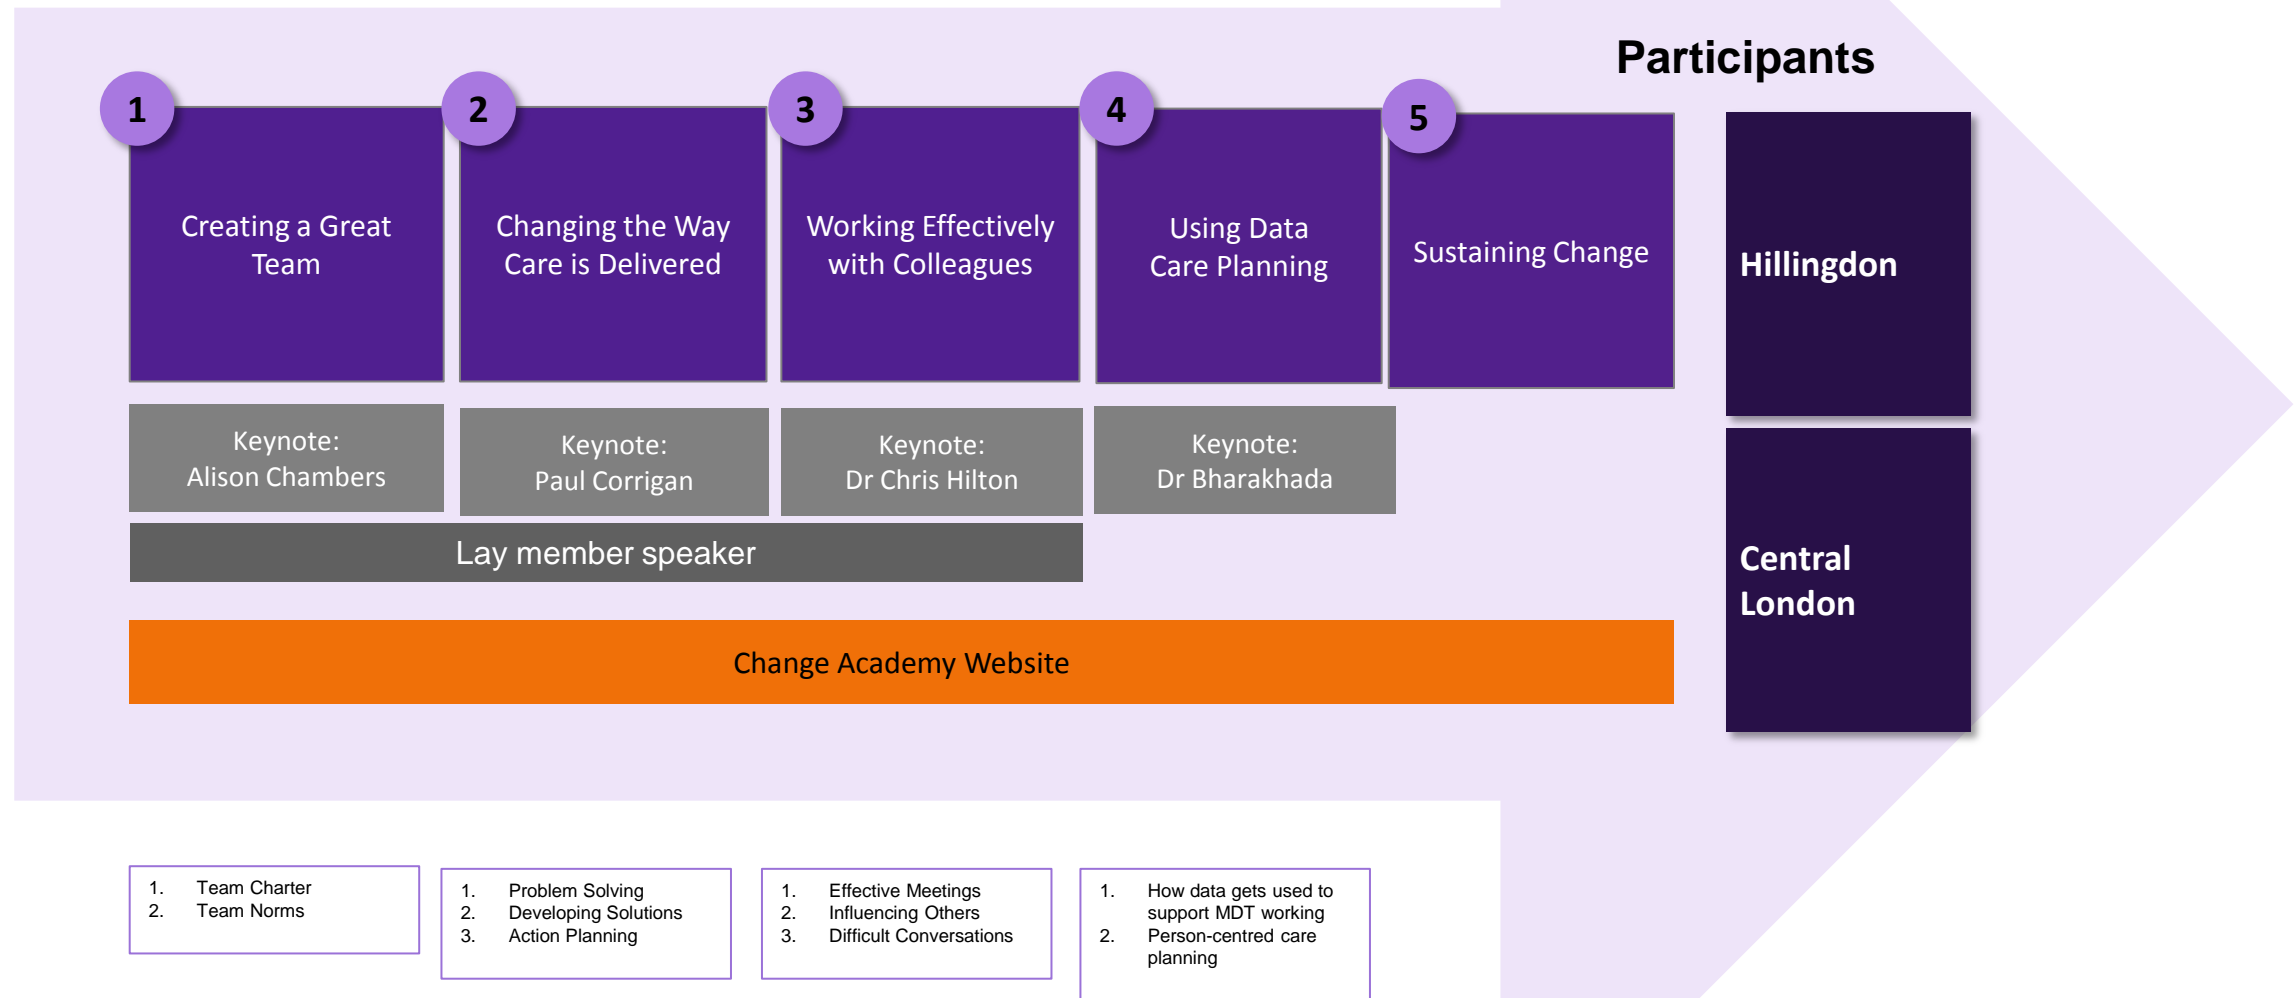 Participants
1
2
3
4
5
Creating a Great
Team
Changing the Way
Care is Delivered
Working Effectively
with Colleagues
Using Data
Care Planning
Sustaining Change
Hillingdon
Keynote:
Alison Chambers
Keynote:
Paul Corrigan
Keynote:
Dr Chris Hilton
Keynote:
Dr Bharakhada
Lay member speaker
Central
London
Change Academy Website
1. Team Charter
2. Team Norms
1. Problem Solving
2. Developing Solutions
3. Action Planning
1. Effective Meetings
2. Influencing Others
3. Difficult Conversations
1. How data gets used to
support MDT working
2. Person-centred care
planning